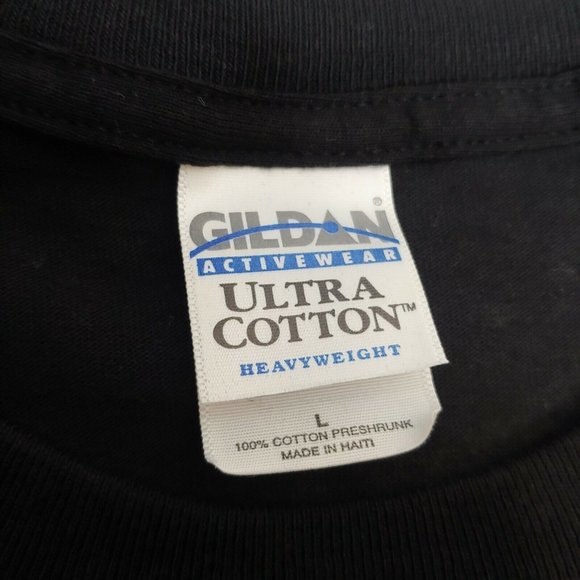 GILDAN®
ACTIVEWEAR
ULTRA
COTTON™
HEAVYWEIGHT
L
100% COTTON PRESHRUNK
MADE IN HAITI